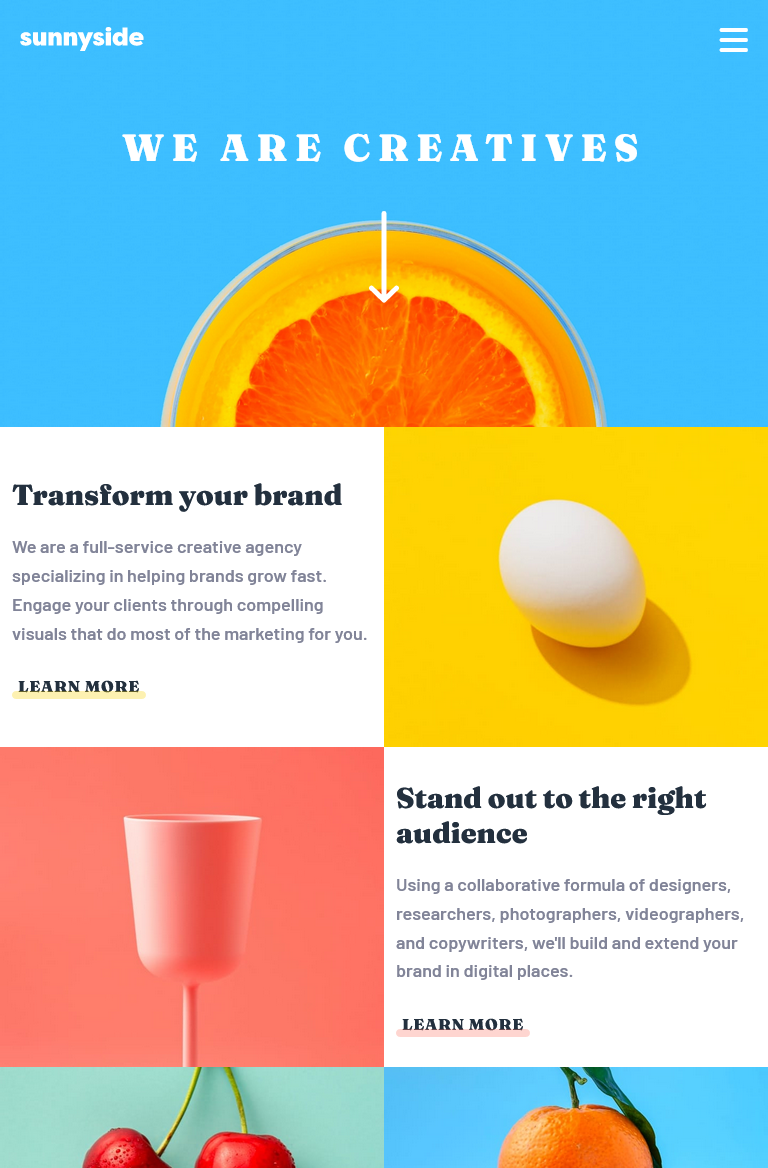 sunnyside
WE ARE CREATIVES
Transform your brand
We are a full-service creative agency
specializing in helping brands grow fast.
Engage your clients through compelling
visuals that do most of the marketing for you.
LEARN MORE
Stand out to the right
audience
Using a collaborative formula of designers,
researchers, photographers, videographers,
and copywriters, we'll build and extend your
brand in digital places.
LEARN MORE